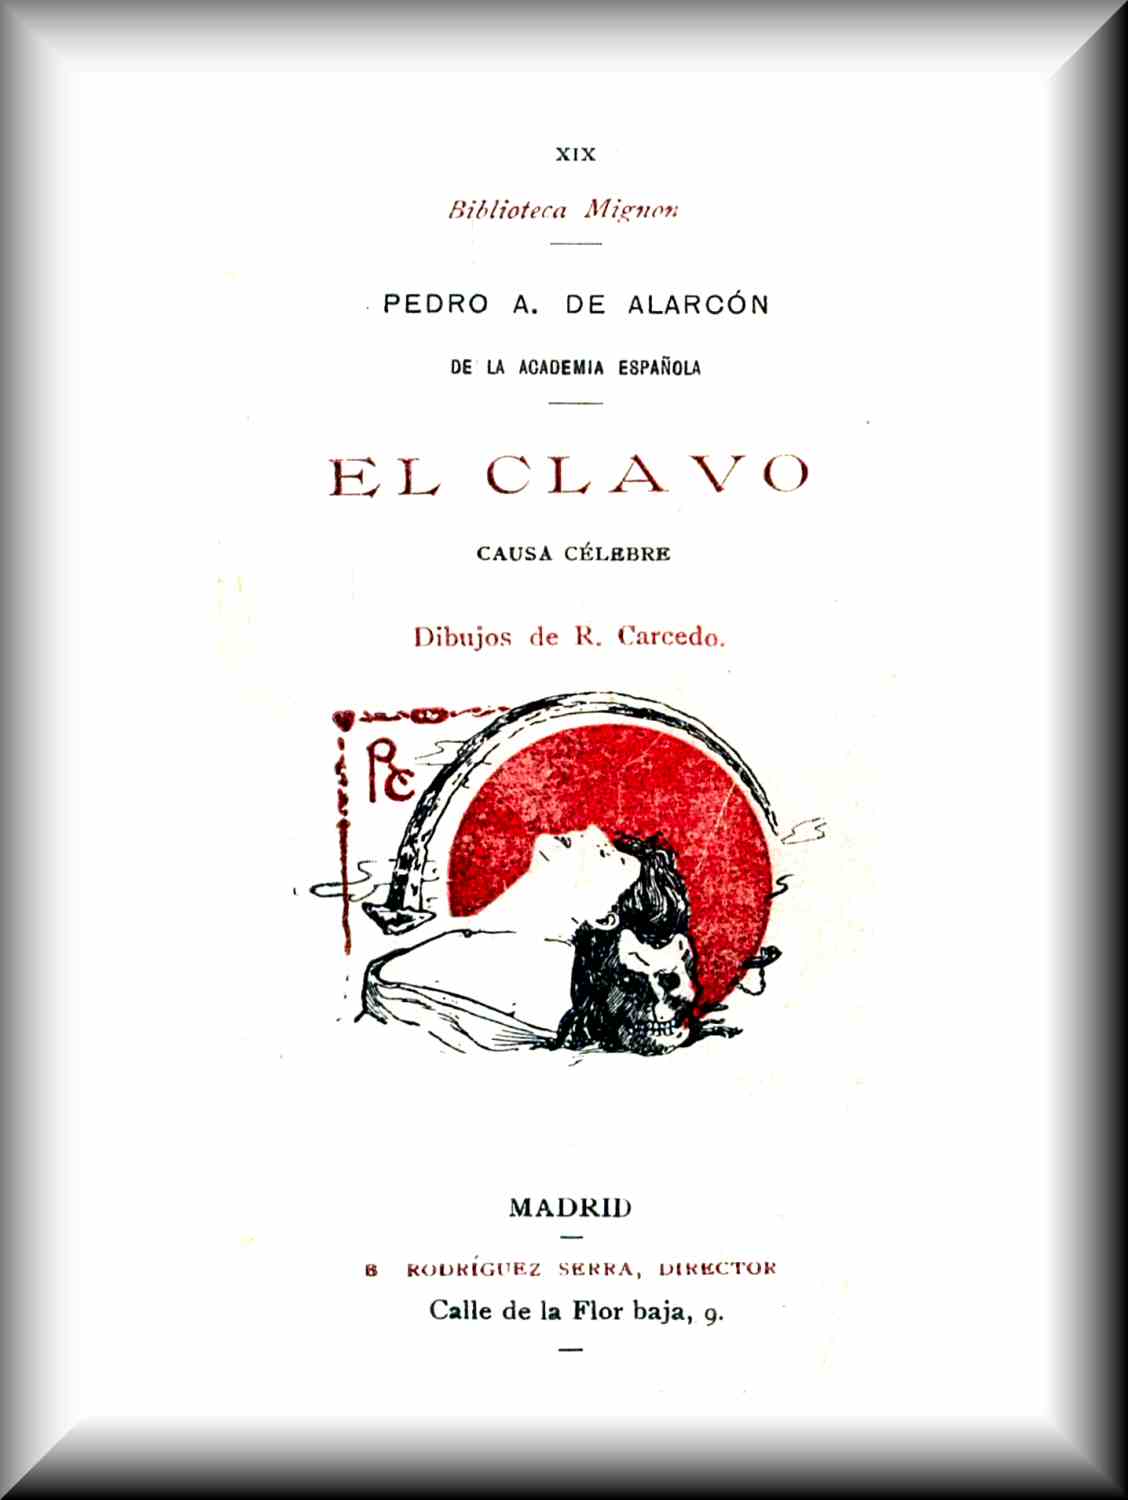 XIX
Biblioteca Mignon
PEDRO A. DE ALARCÓN
DE LA ACADEMIA ESPAÑOLA
EL CLAVO
CAUSA CÉLEBRE
Dibujos de R. Carcedo.
RC
MADRID
B RODRÍGUEZ SERRA, DIRECTOR
Calle de la Flor baja, 9.